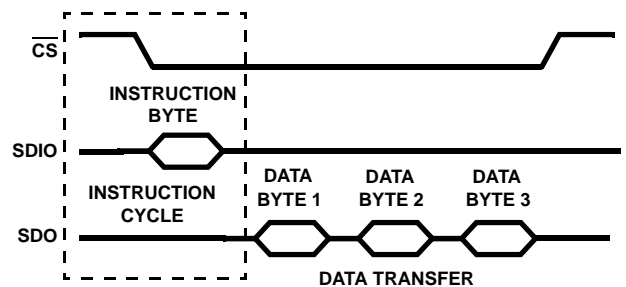 CS
INSTRUCTION
BYTE
SDIO
INSTRUCTION
CYCLE
DATA
BYTE 1
DATA
BYTE 2
DATA
BYTE 3
SDO
DATA TRANSFER